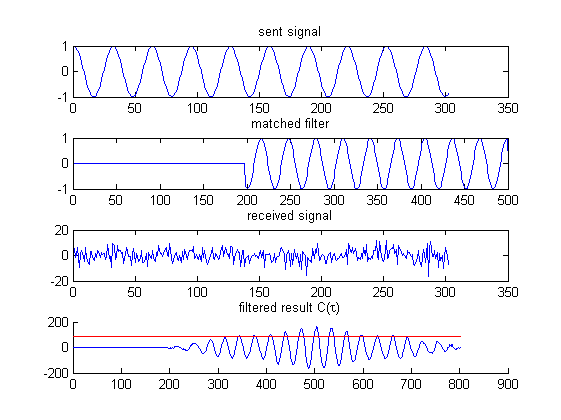 sent signal
1
0
-1
0 50 100 150 200 250 300 350
matched filter
1
0
-1
0 50 100 150 200 250 300 350 400 450 500
received signal
20
0
-20
0 50 100 150 200 250 300 350
filtered result C(τ)
200
0
-200
0 100 200 300 400 500 600 700 800 900